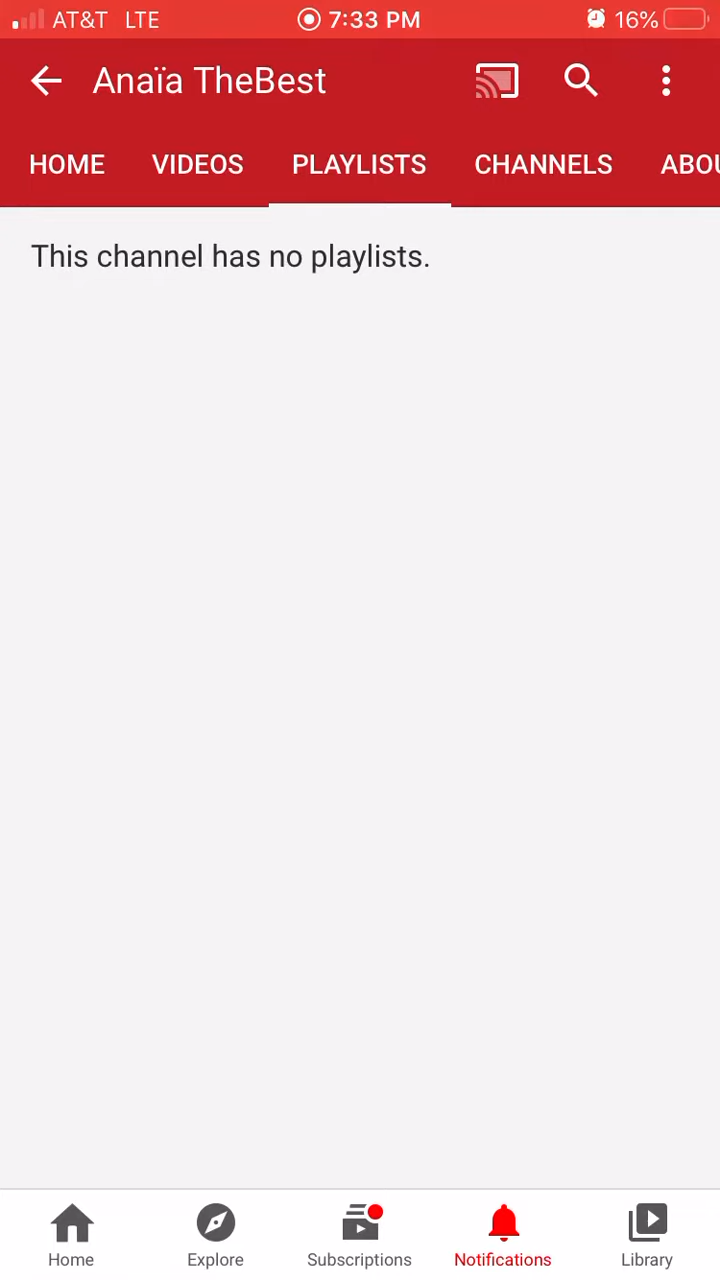 AT&T LTE 7:33 PM 16%
Anaïa TheBest
HOME VIDEOS PLAYLISTS CHANNELS ABOU
This channel has no playlists.
Home Explore Subscriptions Notifications Library